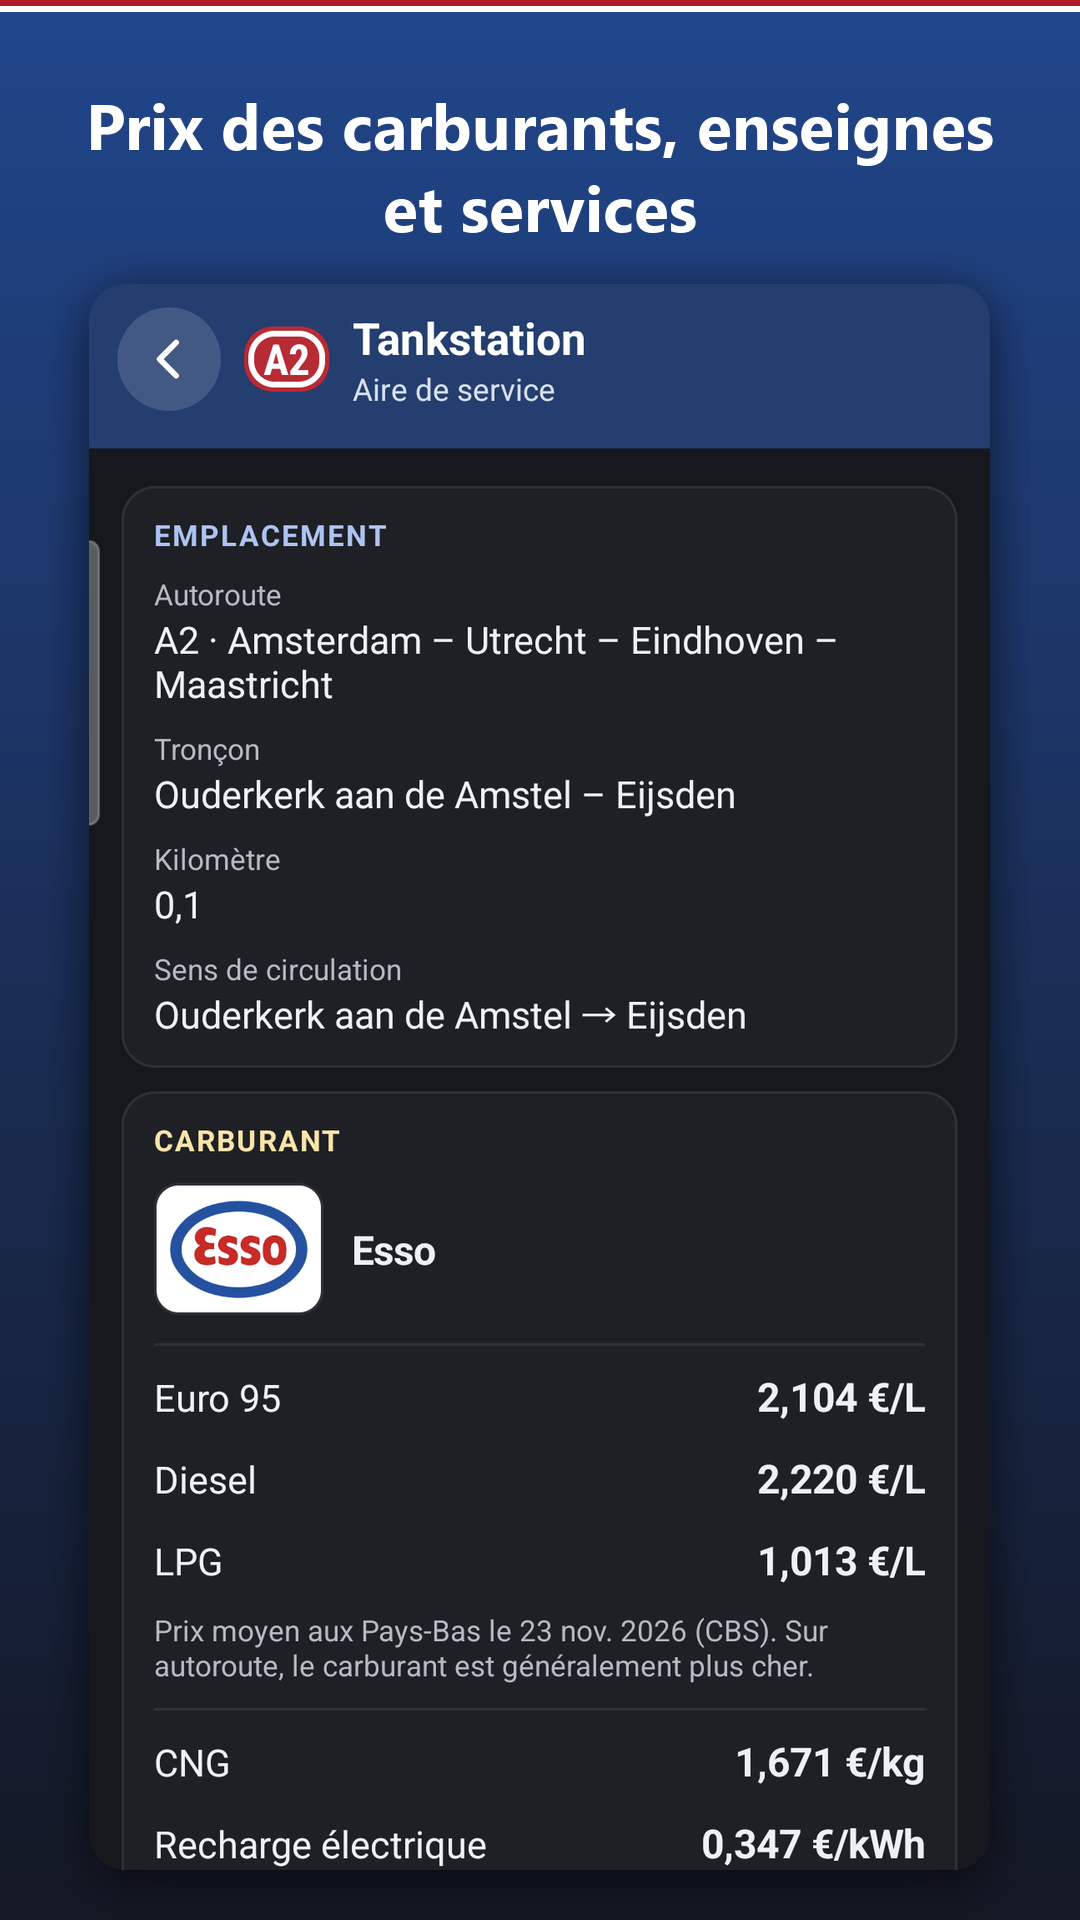 Prix des carburants, enseignes
et services
A2
Tankstation
Aire de service
EMPLACEMENT
Autoroute
A2 · Amsterdam – Utrecht – Eindhoven –
Maastricht
Tronçon
Ouderkerk aan de Amstel – Eijsden
Kilomètre
0,1
Sens de circulation
Ouderkerk aan de Amstel → Eijsden
CARBURANT
Esso
Esso
Euro 95 2,104 €/L
Diesel 2,220 €/L
LPG 1,013 €/L
Prix moyen aux Pays-Bas le 23 nov. 2026 (CBS). Sur
autoroute, le carburant est généralement plus cher.
CNG 1,671 €/kg
Recharge électrique 0,347 €/kWh